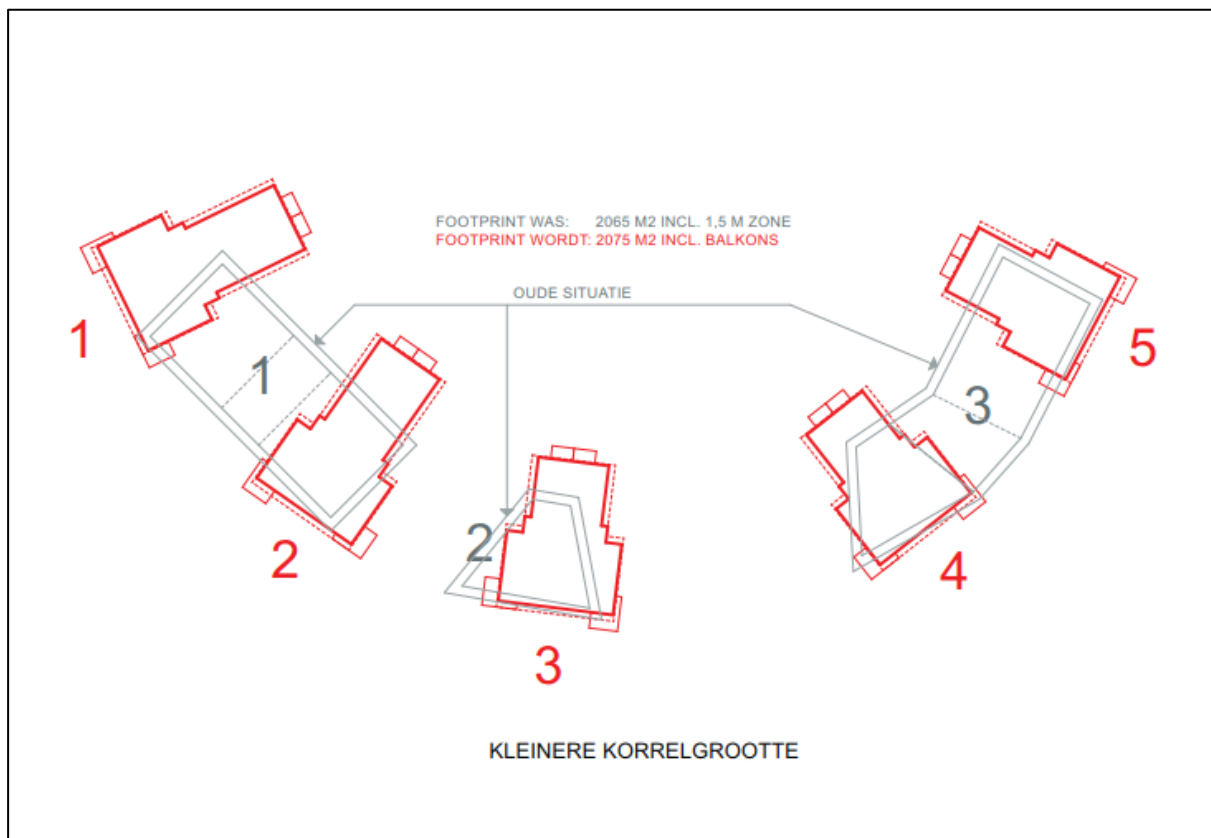 FOOTPRINT WAS: 2065 M2 INCL. 1,5 M ZONE
FOOTPRINT WORDT: 2075 M2 INCL. BALKONS
OUDE SITUATIE
1
1
2
2
3
3
4
5
KLEINERE KORRELGROOTTE